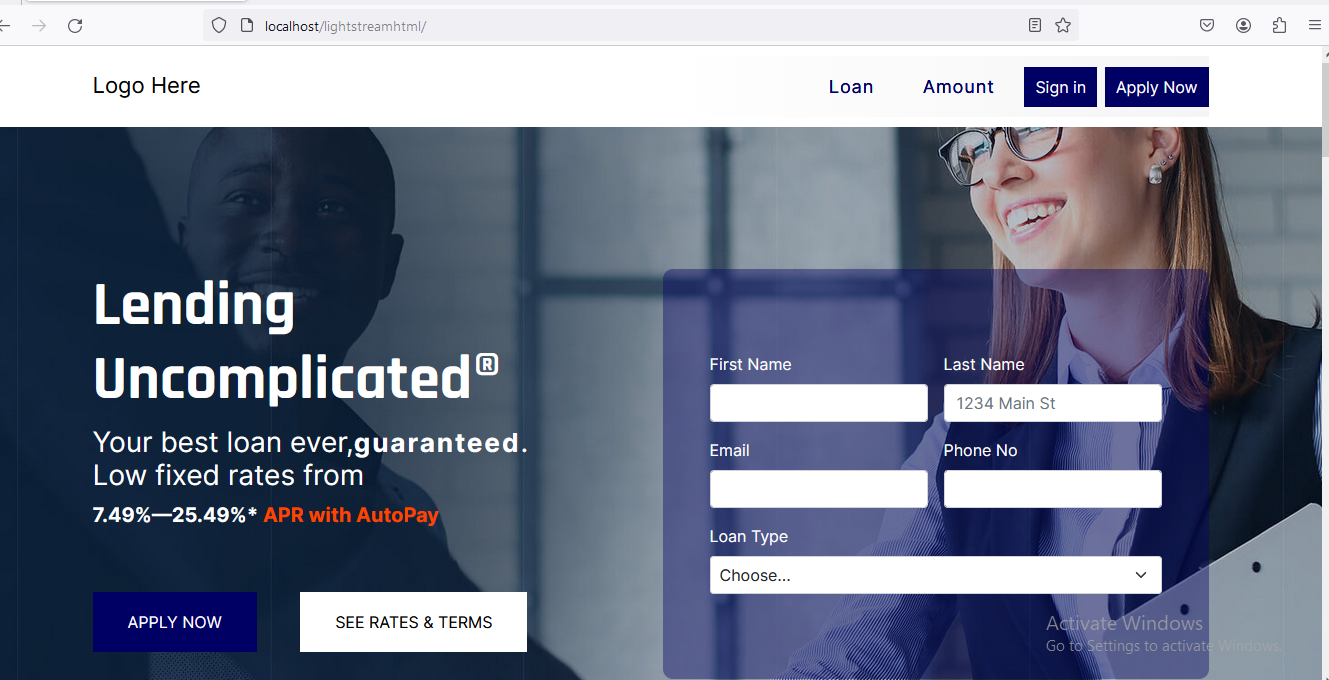 localhost/lightstreamhtml/
Logo Here
Loan
Amount
Sign in
Apply Now
Lending
Uncomplicated®
Your best loan ever,guaranteed.
Low fixed rates from
7.49%—25.49%* APR with AutoPay
APPLY NOW
SEE RATES & TERMS
First Name
Last Name
1234 Main St
Email
Phone No
Loan Type
Choose...
Activate Windows
Go to Settings to activate Windows.